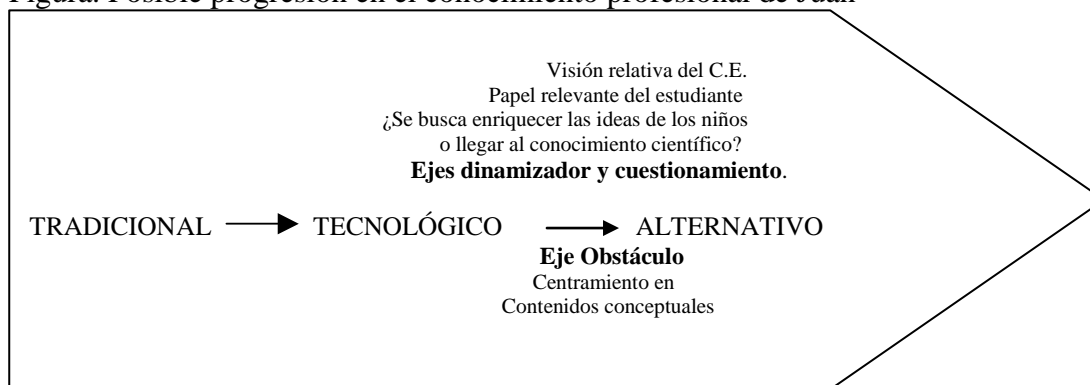 Figura. Posible progresión en el conocimiento profesional de Juan
Visión relativa del C.E.
Papel relevante del estudiante
¿Se busca enriquecer las ideas de los niños
o llegar al conocimiento científico?
Ejes dinamizador y cuestionamiento.
TRADICIONAL TECNOLÓGICO ALTERNATIVO
Eje Obstáculo
Centramiento en
Contenidos conceptuales